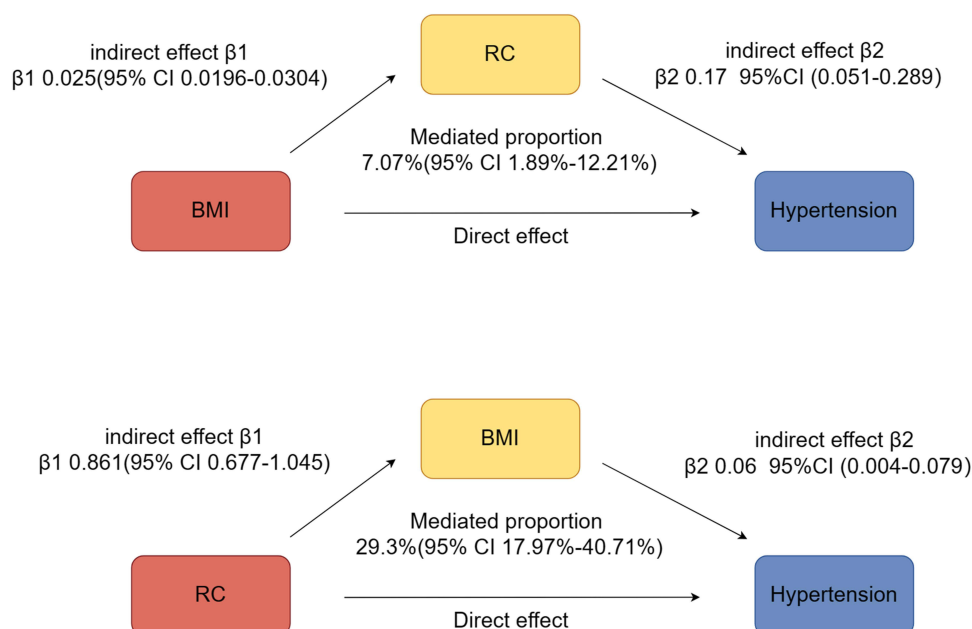 indirect effect β1
β1 0.025(95% CI 0.0196-0.0304)
RC
indirect effect β2
β2 0.17  95%CI (0.051-0.289)
Mediated proportion
7.07%(95% CI 1.89%-12.21%)
BMI
Direct effect
Hypertension
indirect effect β1
β1 0.861(95% CI 0.677-1.045)
BMI
indirect effect β2
β2 0.06  95%CI (0.004-0.079)
Mediated proportion
29.3%(95% CI 17.97%-40.71%)
RC
Direct effect
Hypertension